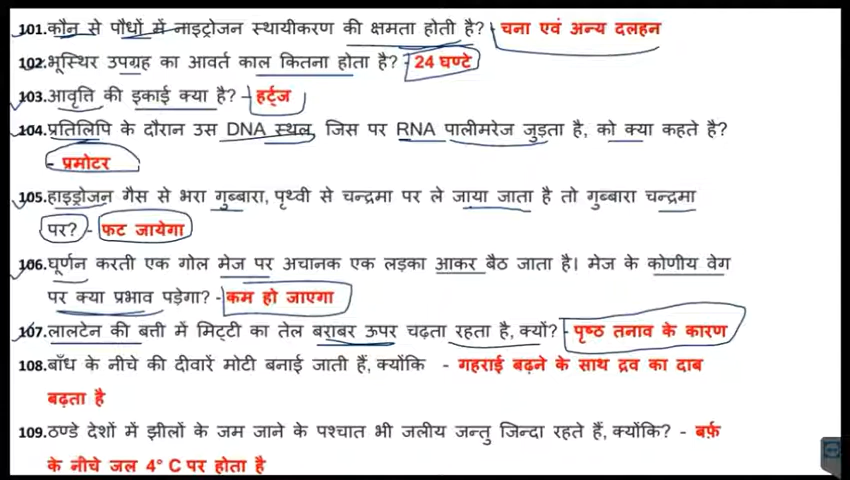 101.कौन से पौधों में नाइट्रोजन स्थायीकरण की क्षमता होती है? - चना एवं अन्य दलहन
102.भूस्थिर उपग्रह का आवर्त काल कितना होता है? - 24 घण्टे
103.आवृत्ति की इकाई क्या है? - हर्ट्ज
104.प्रतिलिपि के दौरान उस DNA स्थल, जिस पर RNA पालीमरेज जुड़ता है, को क्या कहते है?
- प्रमोटर
105.हाइड्रोजन गैस से भरा गुब्बारा, पृथ्वी से चन्द्रमा पर ले जाया जाता है तो गुब्बारा चन्द्रमा
पर? - फट जायेगा
106.घूर्णन करती एक गोल मेज पर अचानक एक लड़का आकर बैठ जाता है। मेज के कोणीय वेग
पर क्या प्रभाव पड़ेगा? - कम हो जाएगा
107.लालटेन की बत्ती में मिट्टी का तेल बराबर ऊपर चढ़ता रहता है, क्यों? - पृष्ठ तनाव के कारण
108.बाँध के नीचे की दीवारें मोटी बनाई जाती हैं, क्योंकि - गहराई बढ़ने के साथ द्रव का दाब
बढ़ता है
109.ठण्डे देशों में झीलों के जम जाने के पश्चात भी जलीय जन्तु जिन्दा रहते हैं, क्योंकि? - बर्फ़
के नीचे जल 4° C पर होता है